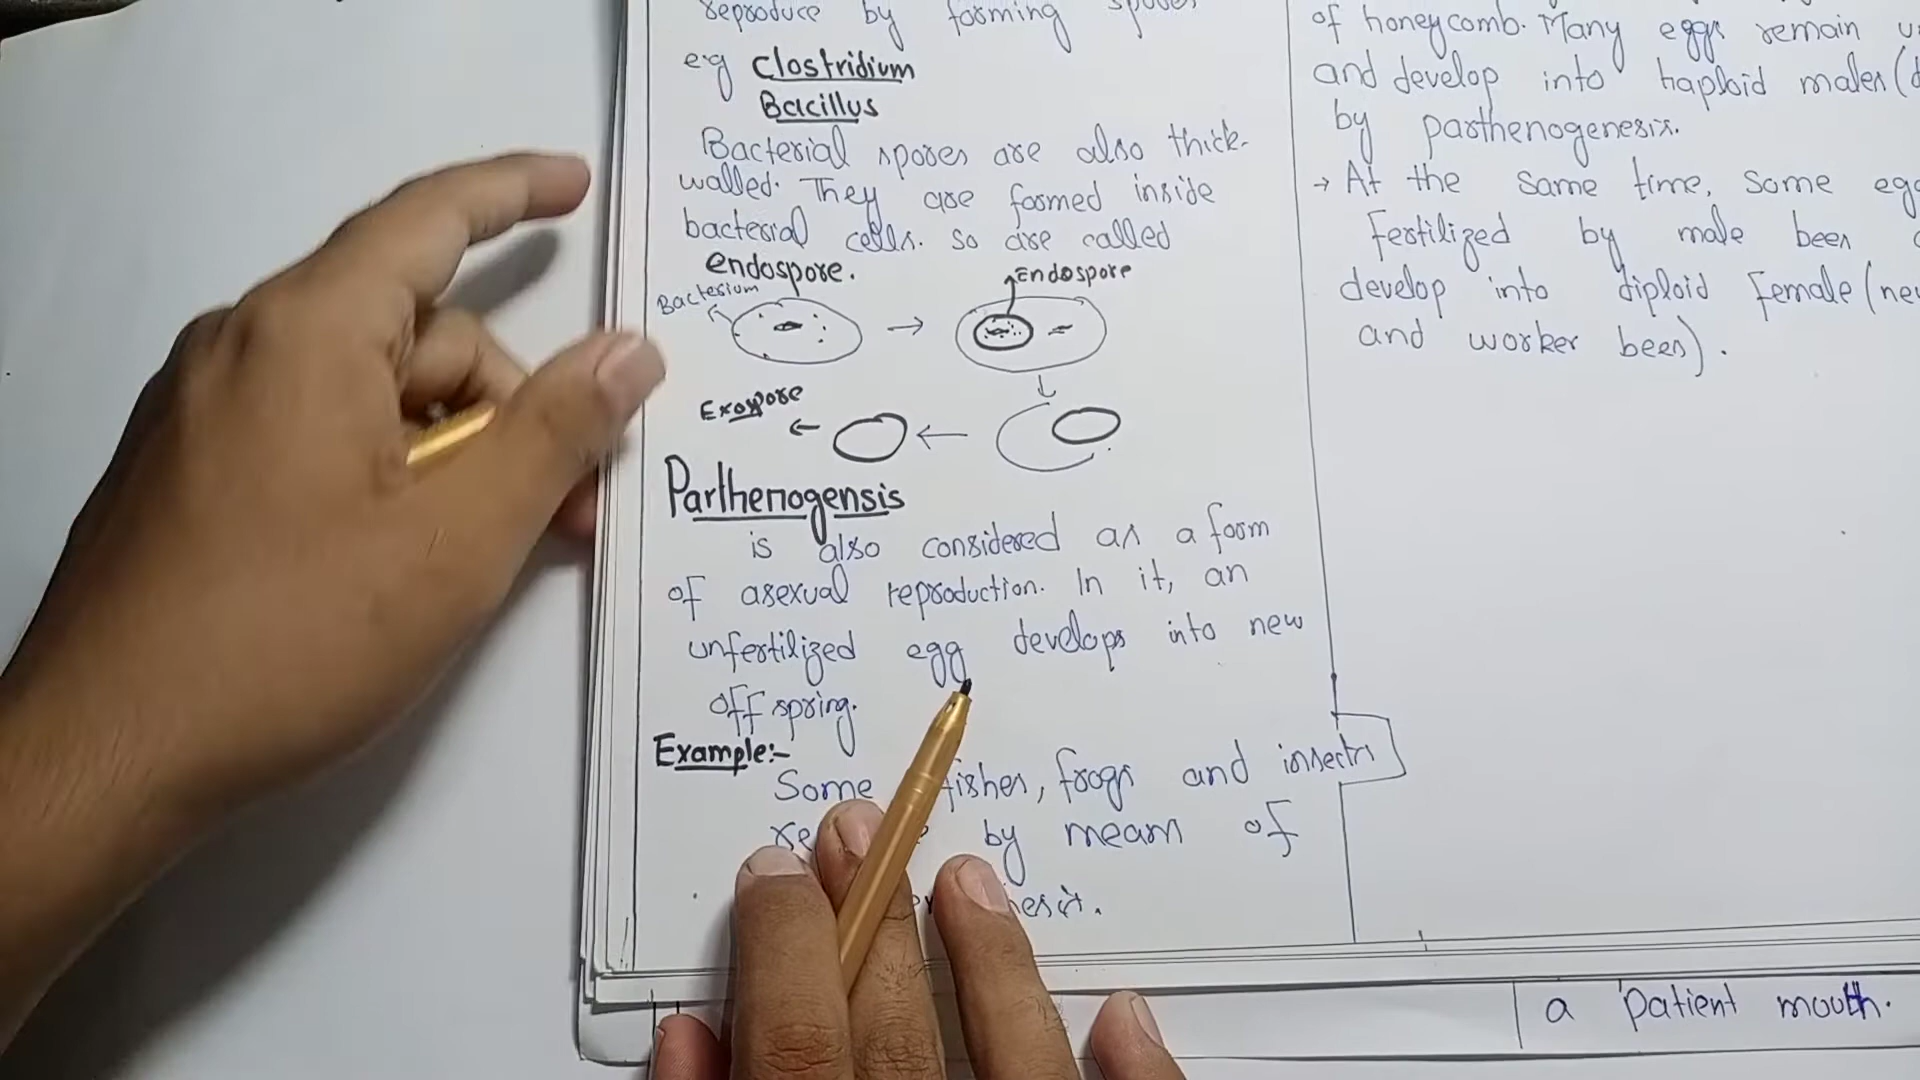 reproduce by forming spores
e.g Clostridium
Bacillus
Bacterial spores are also thick-
walled. They are formed inside
bacterial cells. so are called
endospore.
Bacterium
Endospore
Exospore
Parthenogensis
is also considered as a form
of asexual reproduction. In it, an
unfertilized egg develops into new
offspring.
Example:-
Some fishes, frogs and insects
by means of
of honeycomb. Many eggs remain
and develop into haploid males
by parthenogenesis.
→ At the same time, some
Fertilized by male bees
develop into diploid Female
and worker bees).
a patient mouth.